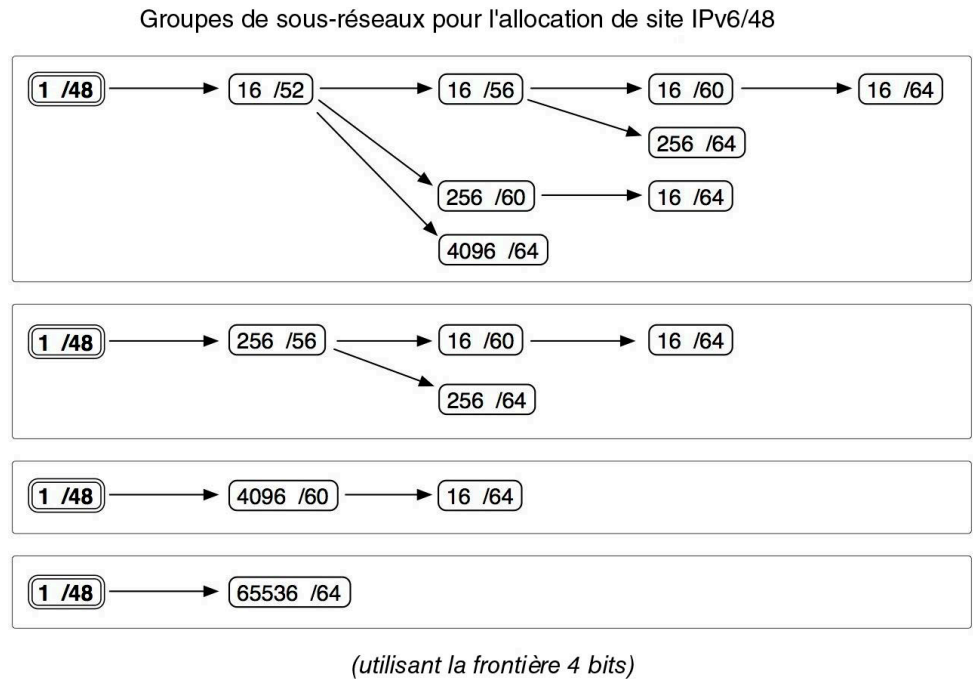 Groupes de sous-réseaux pour l'allocation de site IPv6/48
1 /48 16 /52 16 /56 16 /60 16 /64
256 /64
256 /60 16 /64
4096 /64
1 /48 256 /56 16 /60 16 /64
256 /64
1 /48 4096 /60 16 /64
1 /48 65536 /64
(utilisant la frontière 4 bits)